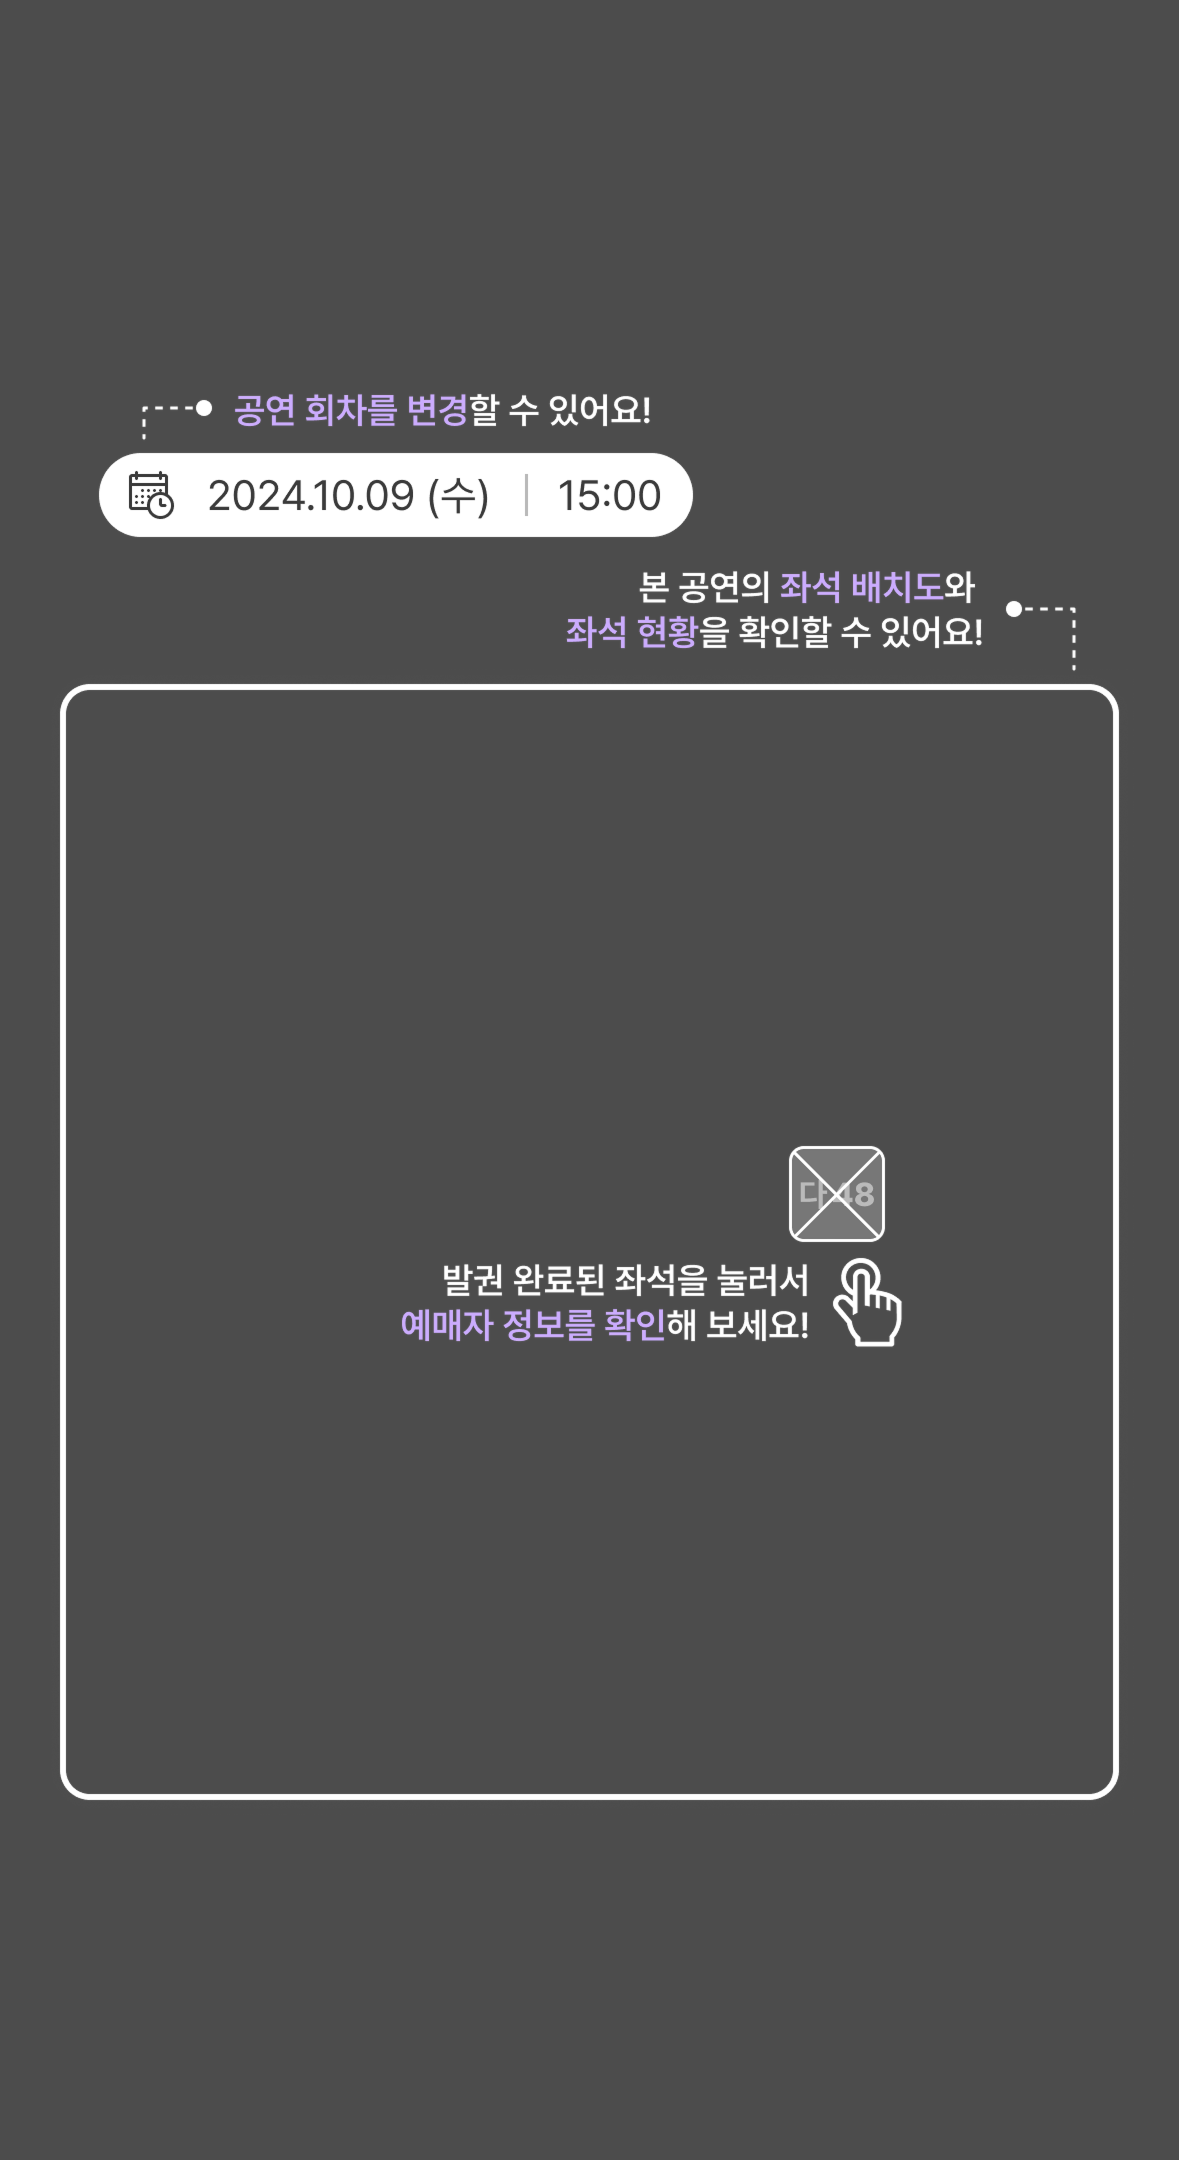 공연 회차를 변경할 수 있어요!
2024.10.09 (수) | 15:00
본 공연의 좌석 배치도와
좌석 현황을 확인할 수 있어요!
다48
발권 완료된 좌석을 눌러서
예매자 정보를 확인해 보세요!